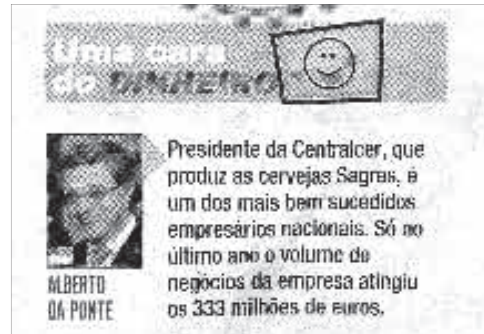 Uma cara
do DINHEIRO
Presidente da Centralcer, que
produz as cervejas Sagres, é
um dos mais bem sucedidos
empresários nacionais. Só no
último ano o volume de
negócios da empresa atingiu
os 333 milhões de euros.
ALBERTO
DA PONTE